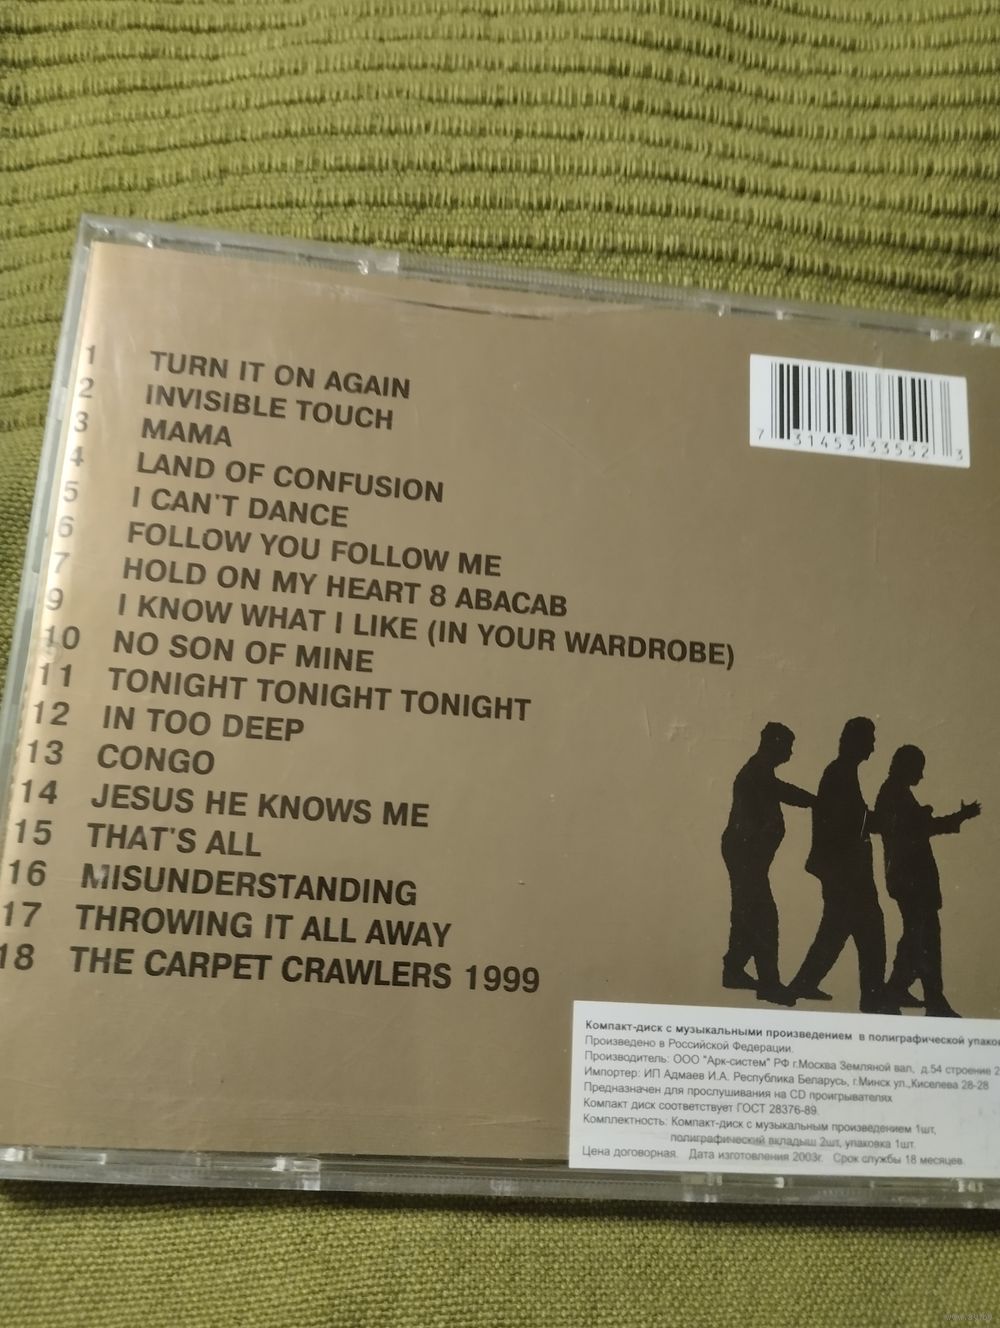 1 TURN IT ON AGAIN
2 INVISIBLE TOUCH
3 MAMA
4 LAND OF CONFUSION
5 I CAN'T DANCE
6 FOLLOW YOU FOLLOW ME
7 HOLD ON MY HEART 8 ABACAB
9 I KNOW WHAT I LIKE (IN YOUR WARDROBE)
10 NO SON OF MINE
11 TONIGHT TONIGHT TONIGHT
12 IN TOO DEEP
13 CONGO
14 JESUS HE KNOWS ME
15 THAT'S ALL
16 MISUNDERSTANDING
17 THROWING IT ALL AWAY
18 THE CARPET CRAWLERS 1999
7 31453 33552 3
Компакт-диск с музыкальными произведением в полиграфической упаков
Произведено в Российской Федерации.
Производитель: ООО "Арк-систем" РФ г.Москва Земляной вал, д.54 строение 2
Импортер: ИП Адмаев И.А. Республика Беларусь, г.Минск ул.,Киселева 28-28
Предназначен для прослушивания на CD проигрывателях
Компакт диск соответствует ГОСТ 28376-89.
Комплектность: Компакт-диск с музыкальным произведением 1шт,
полиграфический вкладыш 2шт, упаковка 1шт.
Цена договорная. Дата изготовления 2003г. Срок службы 18 месяцев.